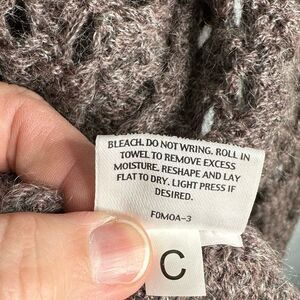 BLEACH. DO NOT WRING. ROLL IN
TOWEL TO REMOVE EXCESS
MOISTURE. RESHAPE AND LAY
FLAT TO DRY. LIGHT PRESS IF
DESIRED.
F0MOA-3
C